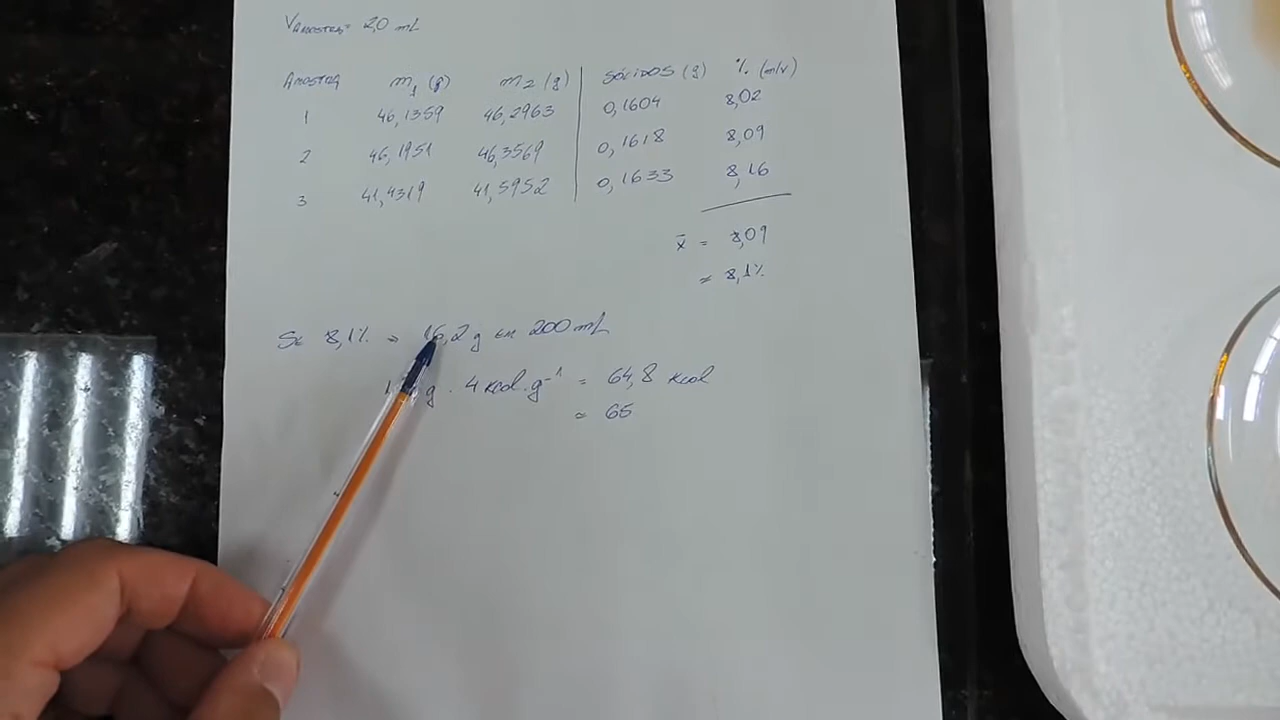 Vamostra = 2,0 mL
AMOSTRA m1 (g) m2 (g) SÓLIDOS (g) % (m/v)
1 46,1359 46,2963 0,1604 8,02
2 46,1951 46,3569 0,1618 8,09
3 41,4319 41,5952 0,1633 8,16
x̄ = 8,09
≈ 8,1%
SE 8,1% ⇒ 16,2 g EM 200 mL
g . 4 kcal.g⁻¹ = 64,8 kcal
≈ 65